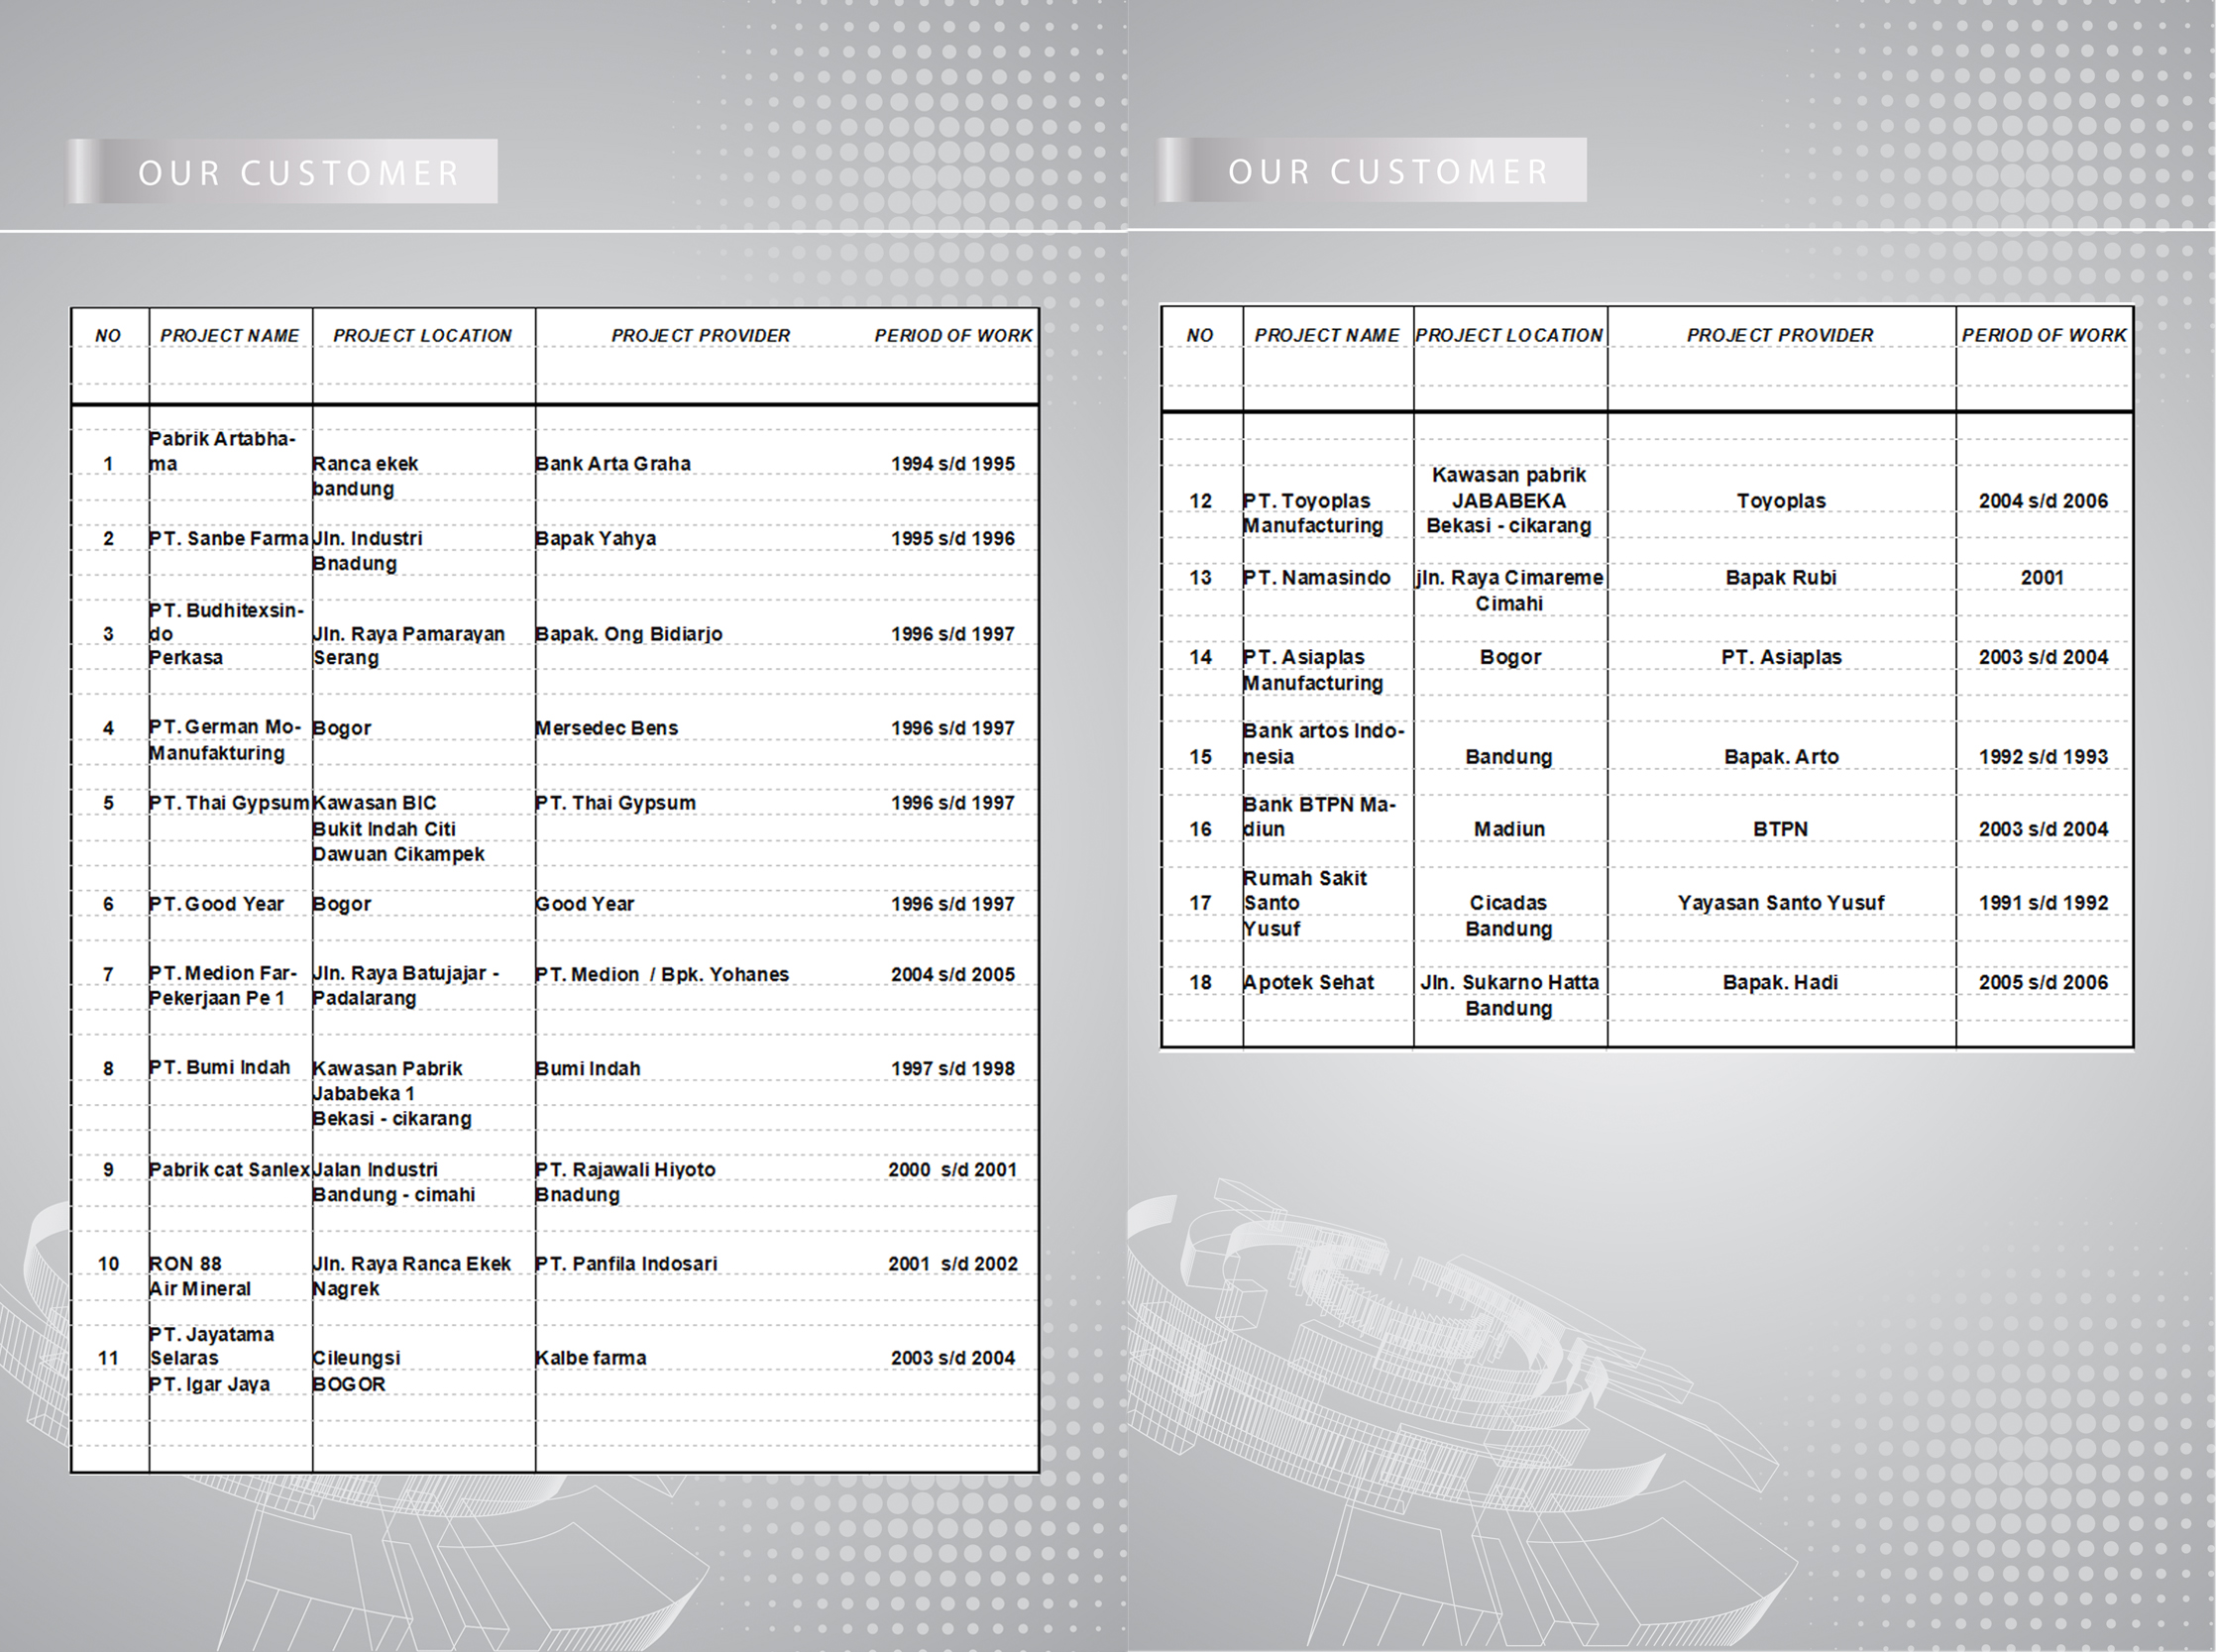 OUR CUSTOMER
NO PROJECT NAME PROJECT LOCATION PROJECT PROVIDER PERIOD OF WORK
Pabrik Artabha-
1 ma Ranca ekek Bank Arta Graha 1994 s/d 1995
bandung
2 PT. Sanbe Farma Jln. Industri Bapak Yahya 1995 s/d 1996
Bnadung
PT. Budhitexsin-
3 do Jln. Raya Pamarayan Bapak. Ong Bidiarjo 1996 s/d 1997
Perkasa Serang
4 PT. German Mo- Bogor Mersedec Bens 1996 s/d 1997
Manufakturing
5 PT. Thai Gypsum Kawasan BIC PT. Thai Gypsum 1996 s/d 1997
Bukit Indah Citi
Dawuan Cikampek
6 PT. Good Year Bogor Good Year 1996 s/d 1997
7 PT. Medion Far- Jln. Raya Batujajar - PT. Medion / Bpk. Yohanes 2004 s/d 2005
Pekerjaan Pe 1 Padalarang
8 PT. Bumi Indah Kawasan Pabrik Bumi Indah 1997 s/d 1998
Jababeka 1
Bekasi - cikarang
9 Pabrik cat Sanlex Jalan Industri PT. Rajawali Hiyoto 2000 s/d 2001
Bandung - cimahi Bnadung
10 RON 88 Jln. Raya Ranca Ekek PT. Panfila Indosari 2001 s/d 2002
Air Mineral Nagrek
PT. Jayatama
11 Selaras Cileungsi Kalbe farma 2003 s/d 2004
PT. Igar Jaya BOGOR
OUR CUSTOMER
NO PROJECT NAME PROJECT LOCATION PROJECT PROVIDER PERIOD OF WORK
Kawasan pabrik
12 PT. Toyoplas JABABEKA Toyoplas 2004 s/d 2006
Manufacturing Bekasi - cikarang
13 PT. Namasindo jln. Raya Cimareme Bapak Rubi 2001
Cimahi
14 PT. Asiaplas Bogor PT. Asiaplas 2003 s/d 2004
Manufacturing
Bank artos Indo-
15 nesia Bandung Bapak. Arto 1992 s/d 1993
Bank BTPN Ma-
16 diun Madiun BTPN 2003 s/d 2004
Rumah Sakit
17 Santo Cicadas Yayasan Santo Yusuf 1991 s/d 1992
Yusuf Bandung
18 Apotek Sehat Jln. Sukarno Hatta Bapak. Hadi 2005 s/d 2006
Bandung